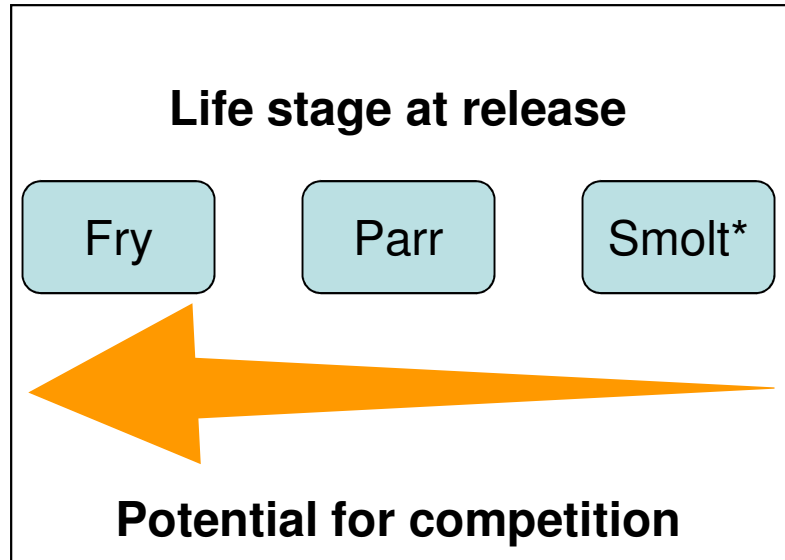 Life stage at release
Fry Parr Smolt*
Potential for competition